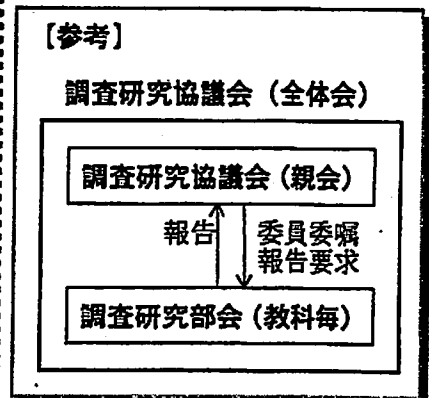 【参考】
調査研究協議会（全体会）
調査研究協議会（親会）
報告 委員委嘱
報告要求
調査研究部会（教科毎）